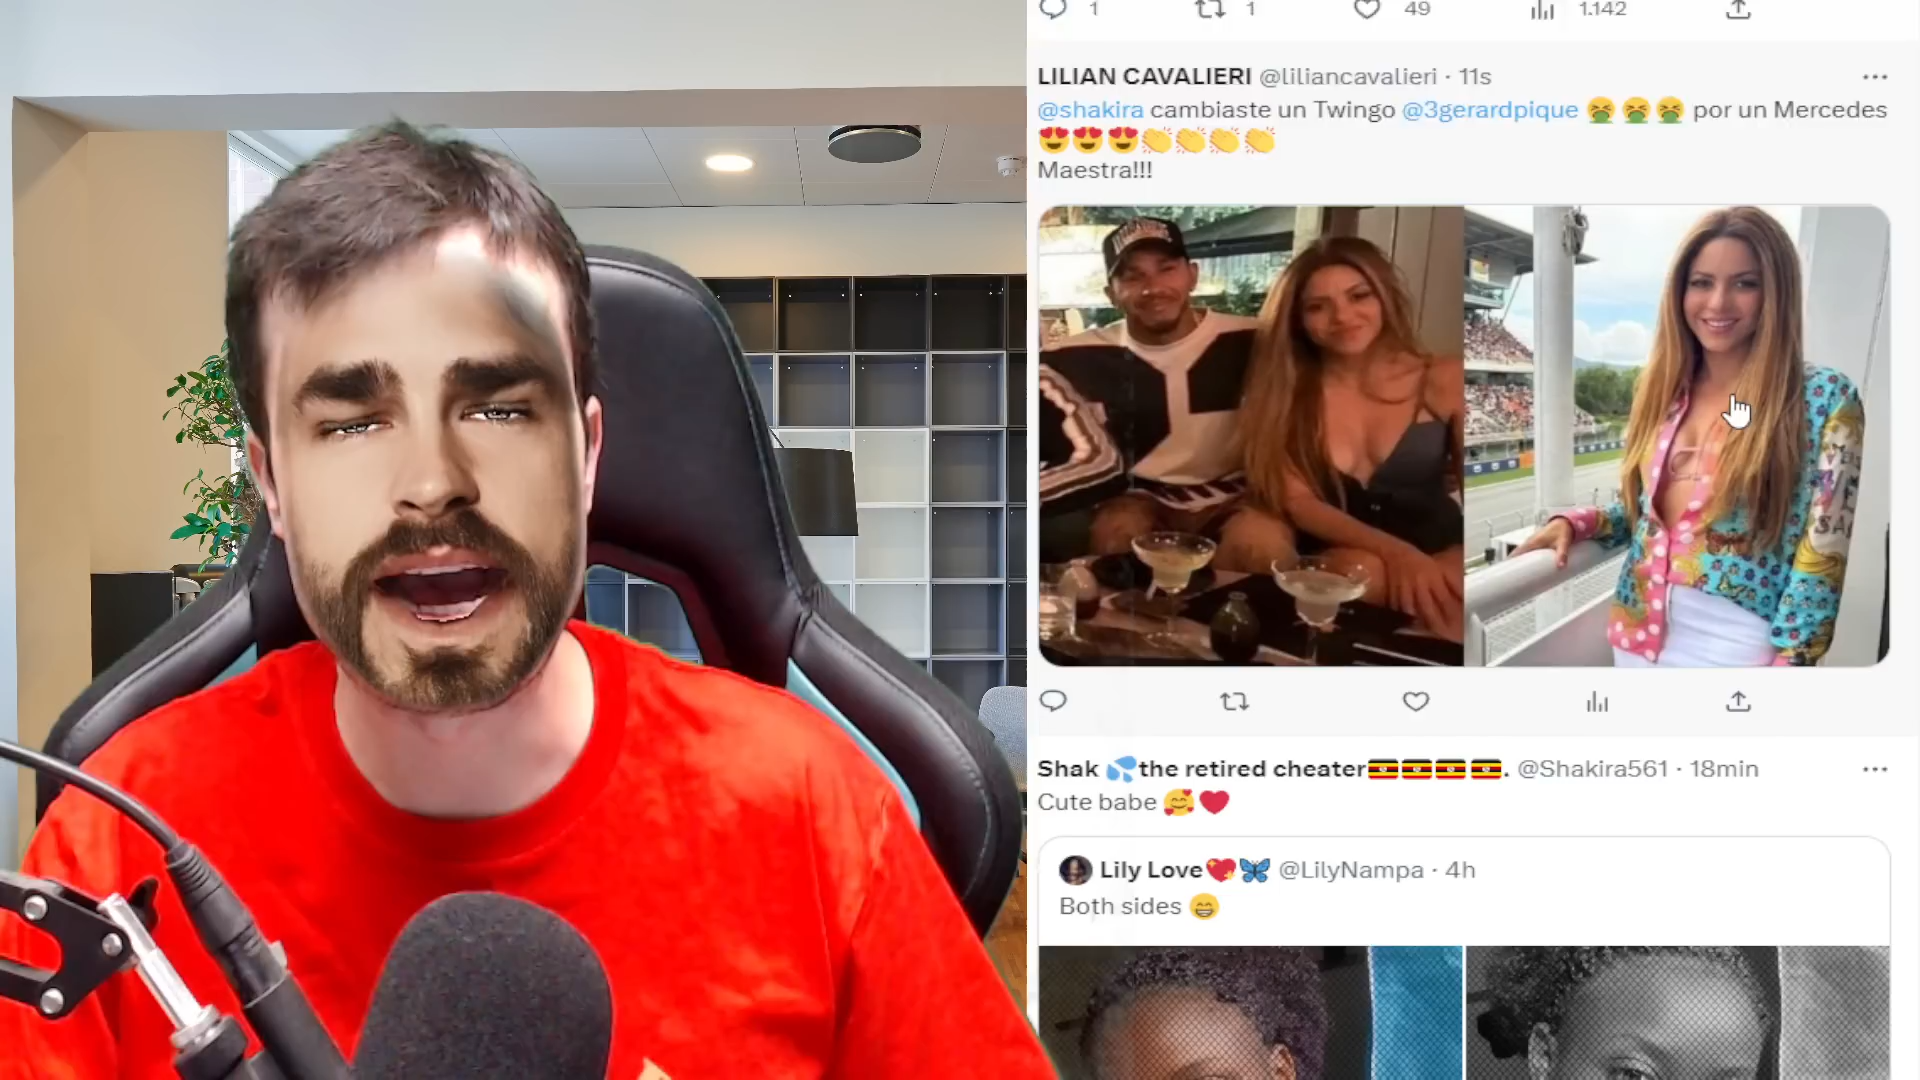 1 1 49 1.142
LILIAN CAVALIERI @liliancavalieri · 11s
@shakira cambiaste un Twingo @3gerardpique 🤮🤮🤮 por un Mercedes
😍😍😍👏👏👏👏
Maestra!!!
Shak 💦the retired cheater🇺🇬🇺🇬🇺🇬🇺🇬. @Shakira561 · 18min
Cute babe 🥰❤️
Lily Love💖🦋 @LilyNampa · 4h
Both sides 😁